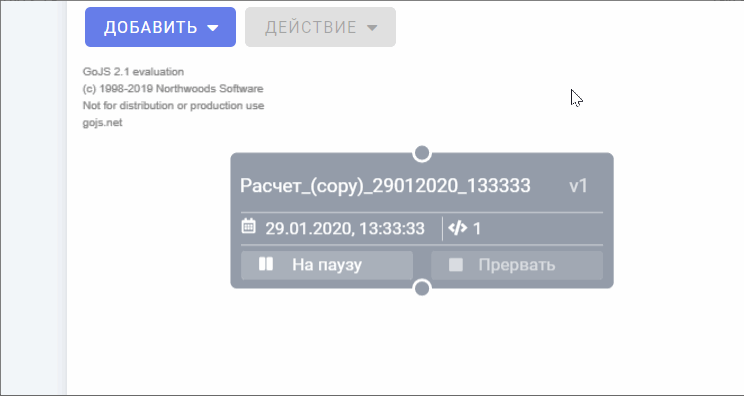 ДОБАВИТЬ
ДЕЙСТВИЕ
GoJS 2.1 evaluation
(c) 1998-2019 Northwoods Software
Not for distribution or production use
gojs.net
Расчет_(copy)_29012020_133333 v1
29.01.2020, 13:33:33 1
На паузу
Прервать